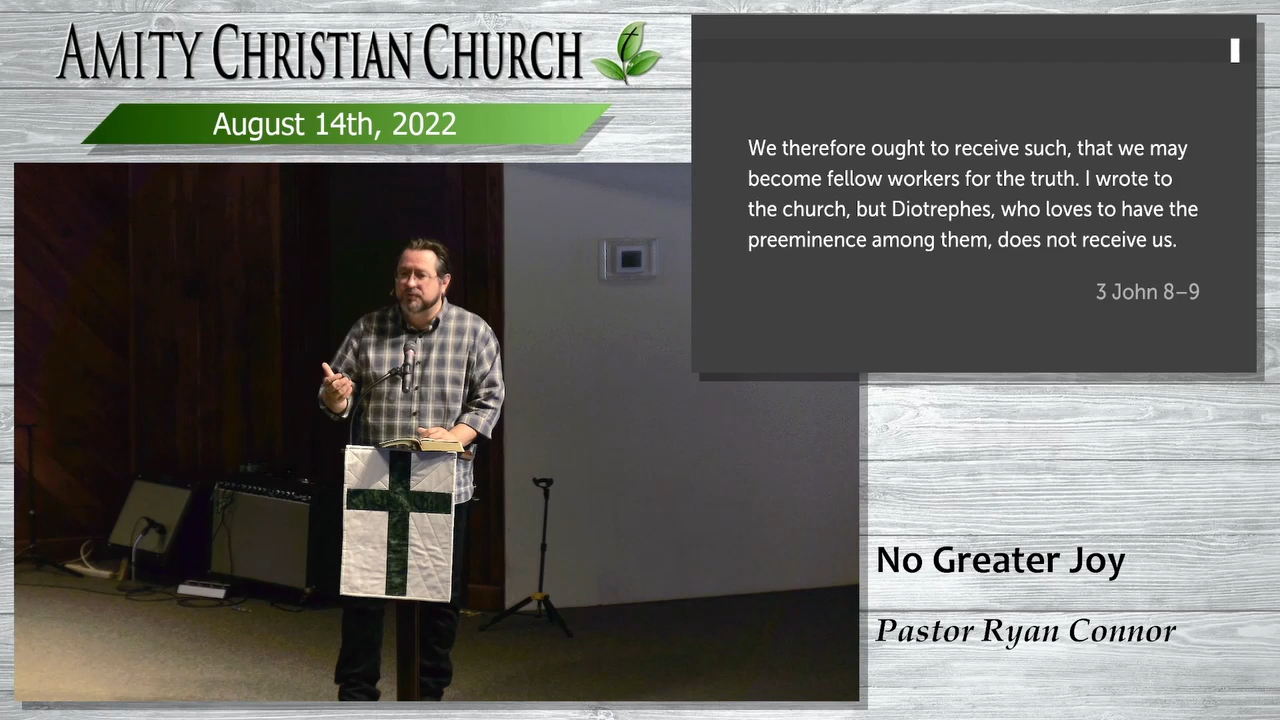 AMITY CHRISTIAN CHURCH
August 14th, 2022
We therefore ought to receive such, that we may
become fellow workers for the truth. I wrote to
the church, but Diotrephes, who loves to have the
preeminence among them, does not receive us.
3 John 8–9
No Greater Joy
Pastor Ryan Connor